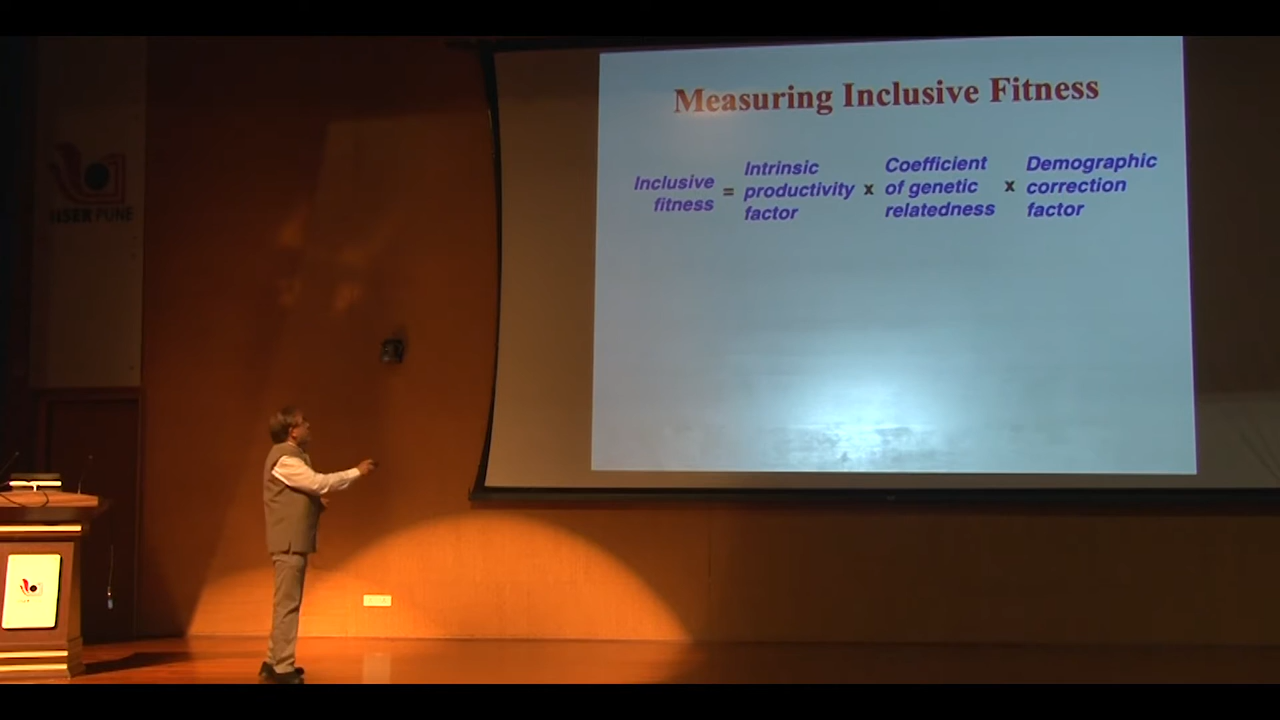 Measuring Inclusive Fitness
Inclusive fitness = Intrinsic productivity factor x Coefficient of genetic relatedness x Demographic correction factor
IISER PUNE